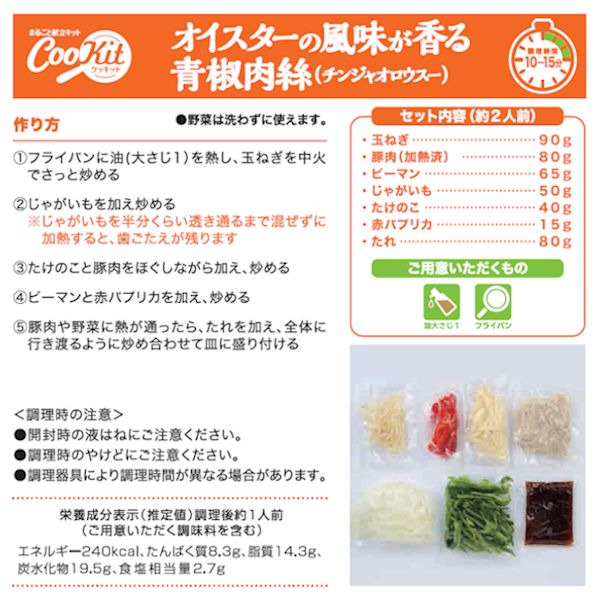 まるごと献立キット
CooKit
クッキット
オイスターの風味が香る
青椒肉絲(チンジャオロウスー)
調理時間
10~15分
作り方
●野菜は洗わずに使えます。
①フライパンに油(大さじ1)を熱し、玉ねぎを中火
でさっと炒める
②じゃがいもを加え炒める
※じゃがいもを半分くらい透き通るまで混ぜずに
加熱すると、歯ごたえが残ります
③たけのこと豚肉をほぐしながら加え、炒める
④ピーマンと赤パプリカを加え、炒める
⑤豚肉や野菜に熱が通ったら、たれを加え、全体に
行き渡るように炒め合わせて皿に盛り付ける
<調理時の注意>
●開封時の液はねにご注意ください。
●調理時のやけどにご注意ください。
●調理器具により調理時間が異なる場合があります。
栄養成分表示(推定値)調理後約1人前
(ご用意いただく調味料を含む)
エネルギー240kcal、たんぱく質8.3g、脂質14.3g、
炭水化物19.5g、食塩相当量2.7g
セット内容(約2人前)
・玉ねぎ……………………90g
・豚肉(加熱済)……………80g
・ピーマン…………………65g
・じゃがいも………………50g
・たけのこ…………………40g
・赤パプリカ………………15g
・たれ………………………80g
ご用意いただくもの
油大さじ1
フライパン